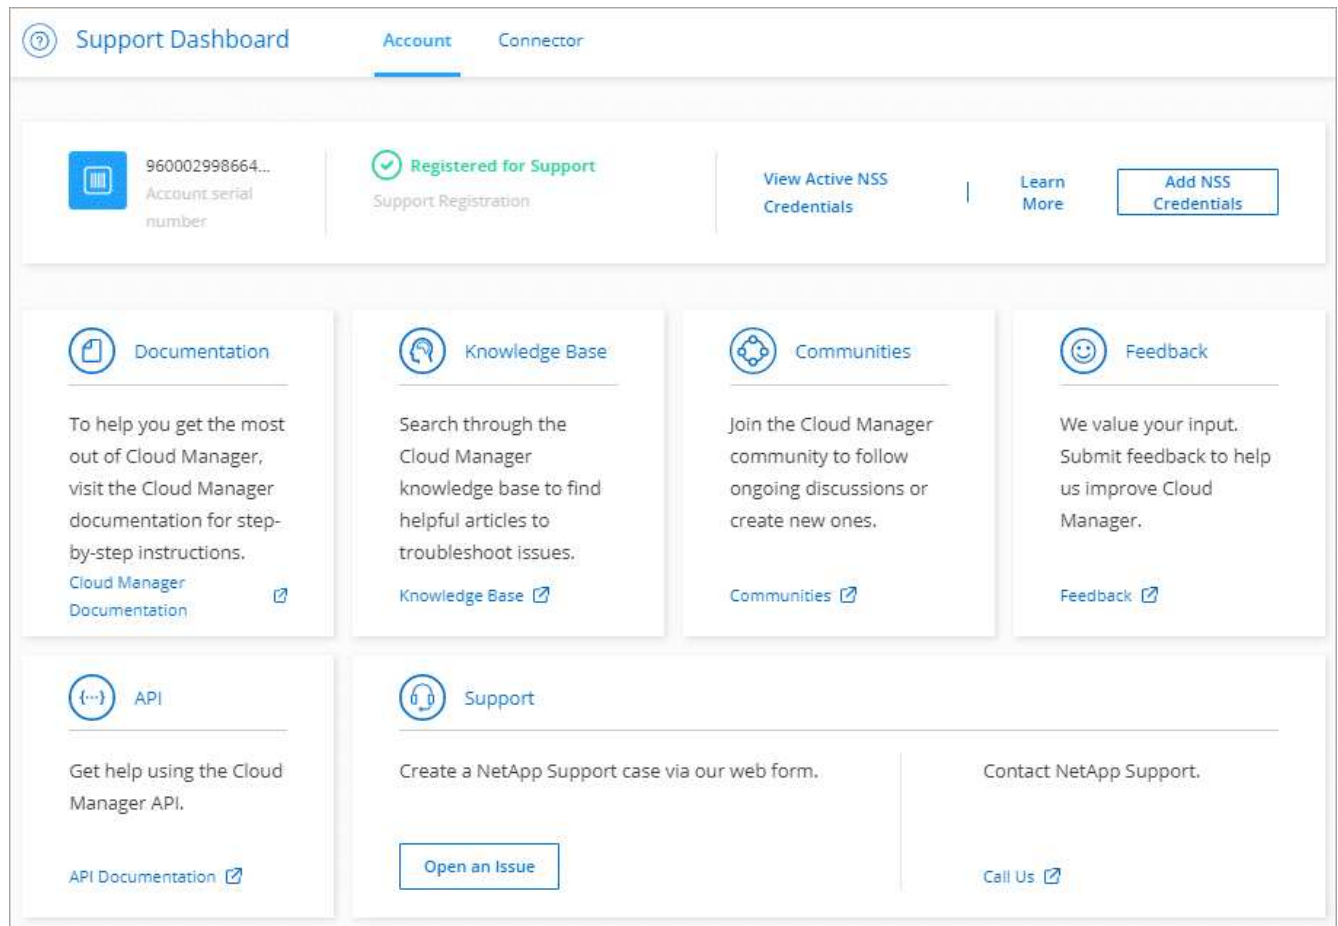 Support Dashboard
Account
Connector
960002998664...
Account serial
number
Registered for Support
Support Registration
View Active NSS
Credentials
Learn
More
Add NSS
Credentials
Documentation
To help you get the most
out of Cloud Manager,
visit the Cloud Manager
documentation for step-
by-step instructions.
Cloud Manager
Documentation
Knowledge Base
Search through the
Cloud Manager
knowledge base to find
helpful articles to
troubleshoot issues.
Knowledge Base
Communities
Join the Cloud Manager
community to follow
ongoing discussions or
create new ones.
Communities
Feedback
We value your input.
Submit feedback to help
us improve Cloud
Manager.
Feedback
API
Get help using the Cloud
Manager API.
API Documentation
Support
Create a NetApp Support case via our web form.
Open an Issue
Contact NetApp Support.
Call Us